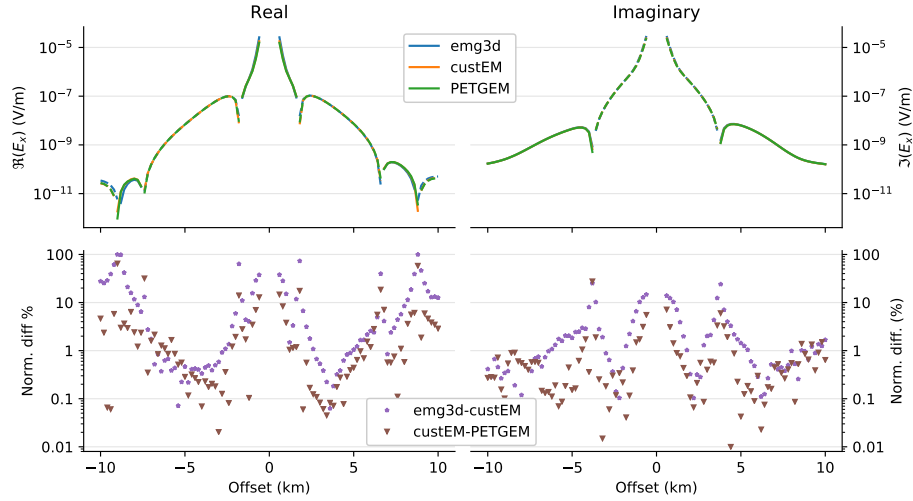 Real
Imaginary
10⁻⁵
10⁻⁷
10⁻⁹
10⁻¹¹
ℜ(Eₓ) (V/m)
emg3d
custEM
PETGEM
10⁻⁵
10⁻⁷
10⁻⁹
10⁻¹¹
ℑ(Eₓ) (V/m)
100
10
1
0.1
0.01
Norm. diff %
emg3d-custEM
custEM-PETGEM
100
10
1
0.1
0.01
Norm. diff. (%)
−10 −5 0 5 10
Offset (km)
−10 −5 0 5 10
Offset (km)